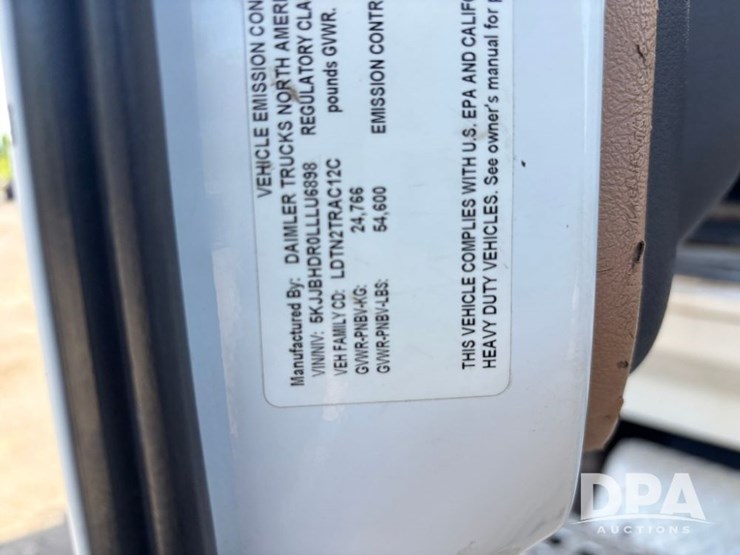 VEHICLE EMISSION CON
Manufactured By: DAIMLER TRUCKS NORTH AMERI
VIN/NIV: 5KJJBHDR0LLLU6898 REGULATORY CLA
VEH FAMILY CD: LDTN2TRAC12C pounds GVWR.
GVWR-PNBV-KG: 24,766
GVWR-PNBV-LBS: 54,600 EMISSION CONTR
THIS VEHICLE COMPLIES WITH U.S. EPA AND CALIF
HEAVY DUTY VEHICLES. See owner's manual for
DPA
AUCTIONS